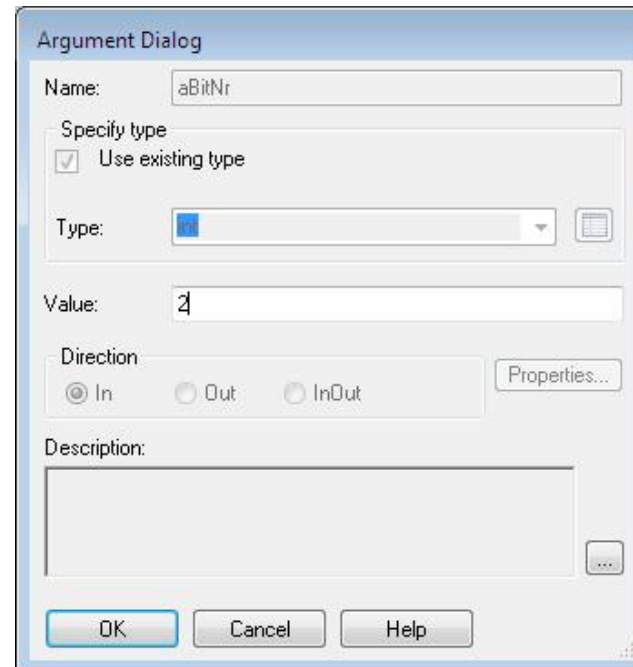 Argument Dialog
Name: aBitNr
Specify type
Use existing type
Type: int
Value: 2
Direction
In Out InOut Properties...
Description:
...
OK Cancel Help